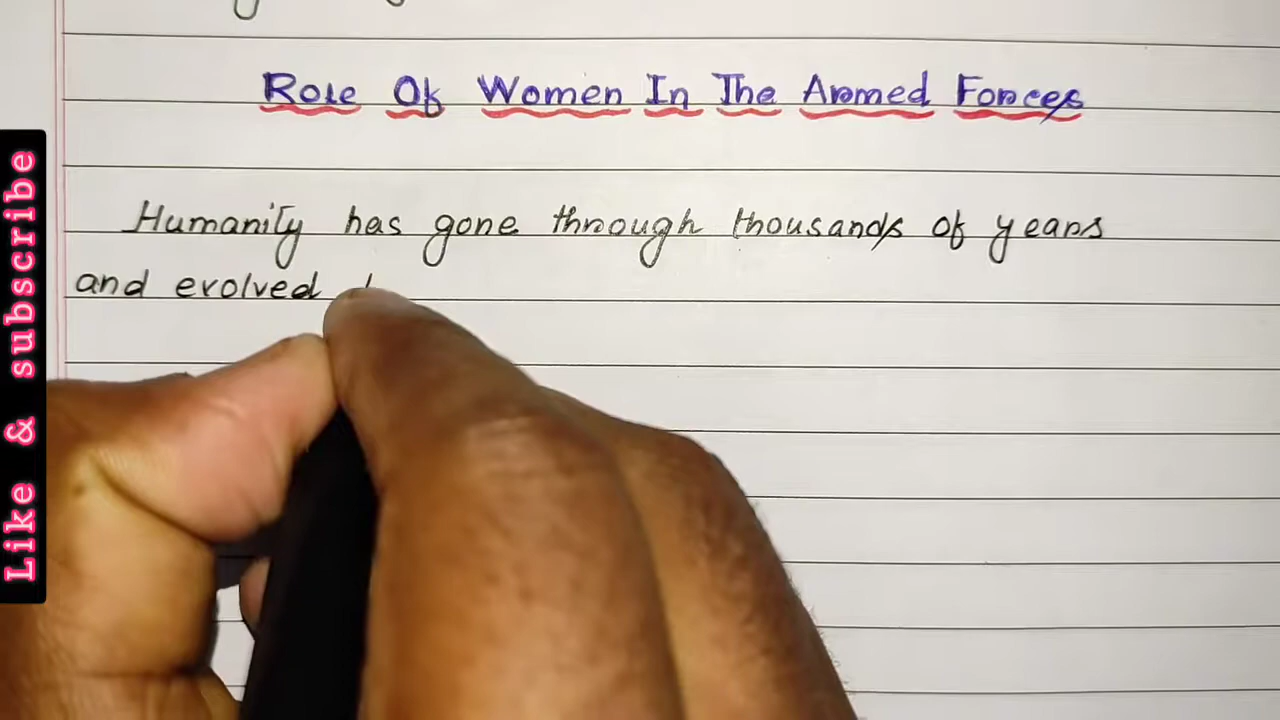 Role Of Women In The Armed Forces
Humanity has gone through thousands of years
and evolved
Like & subscribe